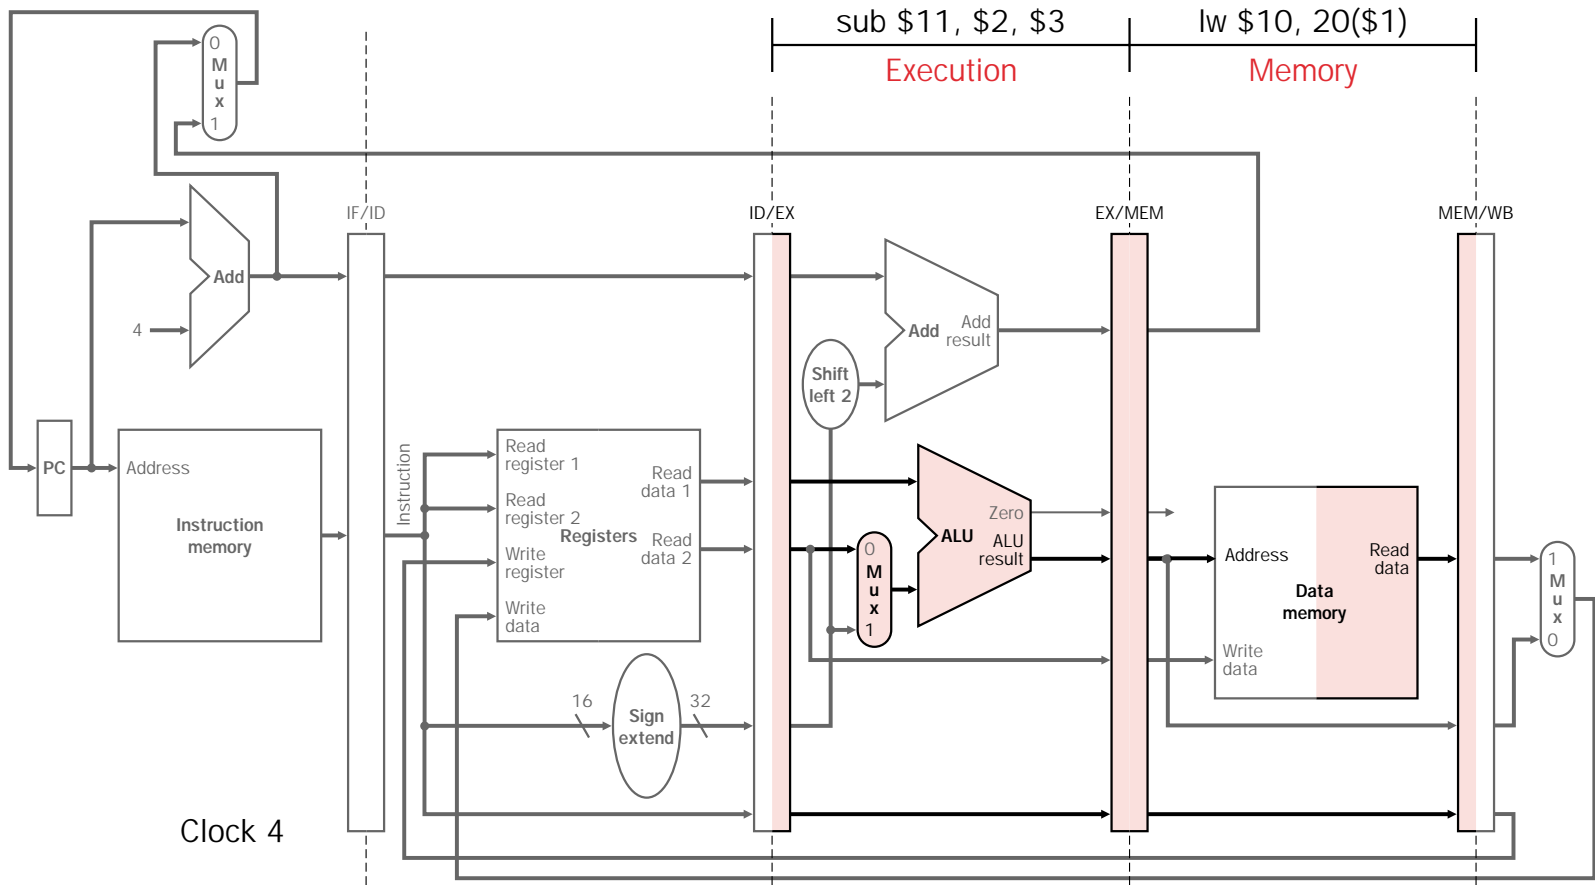 sub $11, $2, $3
lw $10, 20($1)
Execution
Memory
0
M
u
x
1
IF/ID
ID/EX
EX/MEM
MEM/WB
Add
4
Add
Add
result
Shift
left 2
PC
Address
Instruction
memory
Instruction
Read
register 1
Read
register 2
Write
register
Write
data
Registers
Read
data 1
Read
data 2
16
Sign
extend
32
0
M
u
x
1
Zero
ALU
ALU
result
Address
Read
data
Data
memory
Write
data
1
M
u
x
0
Clock 4